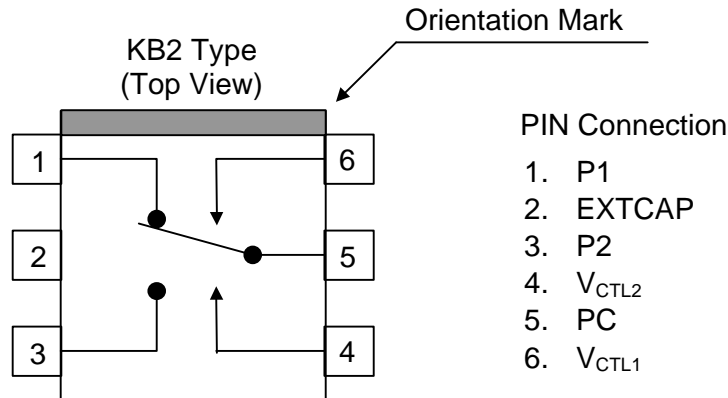 Orientation Mark
KB2 Type
(Top View)
1
6
2
5
3
4
PIN Connection
1. P1
2. EXTCAP
3. P2
4. VCTL2
5. PC
6. VCTL1